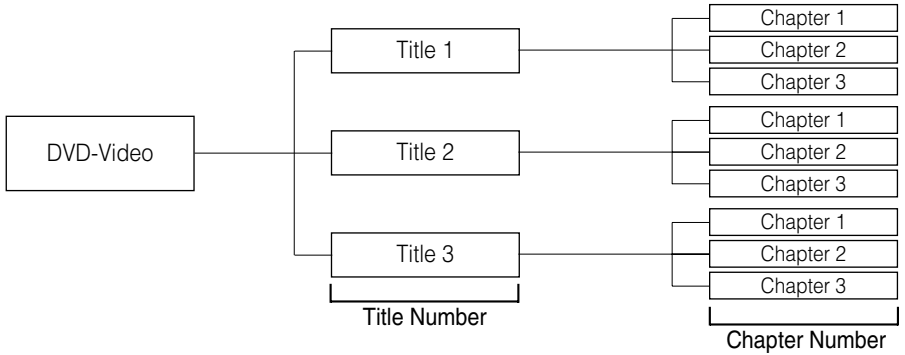 DVD-Video
Title 1
Chapter 1
Chapter 2
Chapter 3
Title 2
Chapter 1
Chapter 2
Chapter 3
Title 3
Chapter 1
Chapter 2
Chapter 3
Title Number
Chapter Number